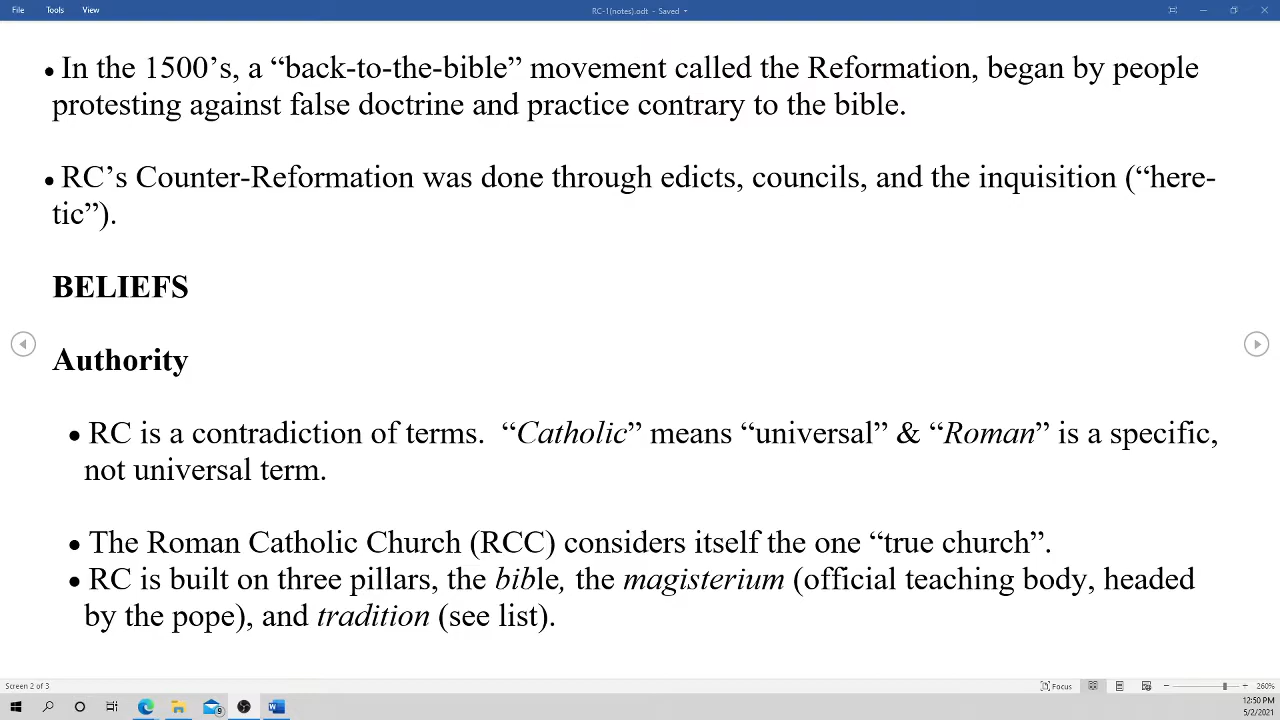 File Tools View RC-1(notes).odt - Saved
• In the 1500’s, a “back-to-the-bible” movement called the Reformation, began by people
protesting against false doctrine and practice contrary to the bible.
• RC’s Counter-Reformation was done through edicts, councils, and the inquisition (“here-
tic”).
BELIEFS
Authority
• RC is a contradiction of terms. “Catholic” means “universal” & “Roman” is a specific,
not universal term.
• The Roman Catholic Church (RCC) considers itself the one “true church”.
• RC is built on three pillars, the bible, the magisterium (official teaching body, headed
by the pope), and tradition (see list).
Screen 2 of 3 Focus 260%
9 12:50 PM
5/2/2021